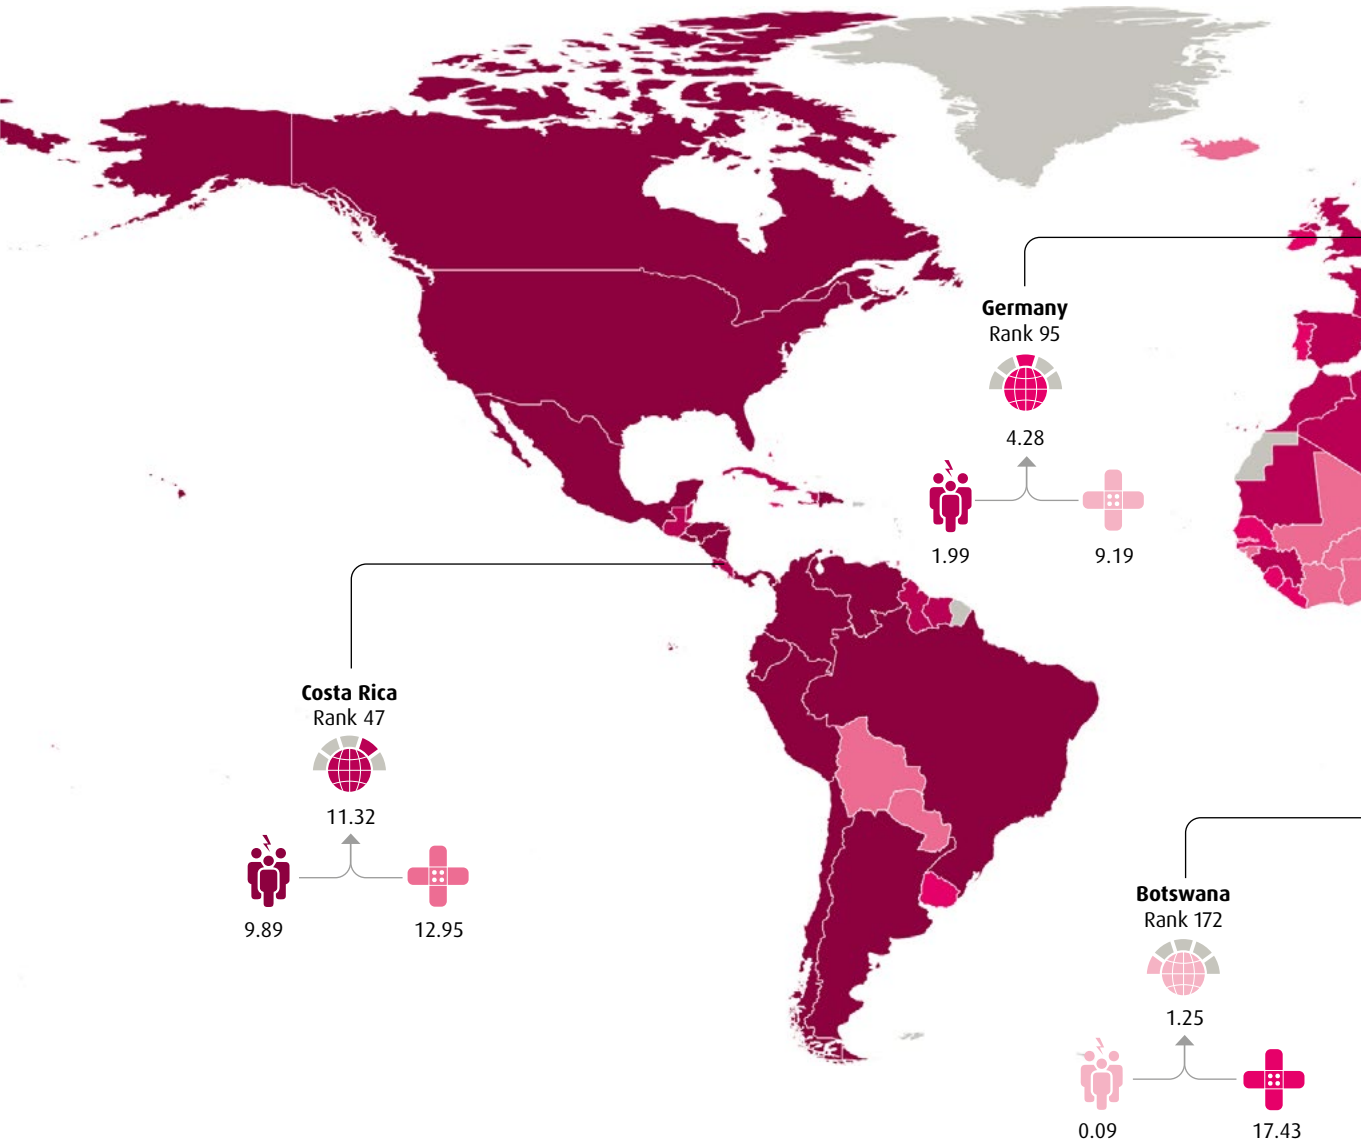 Germany
Rank 95
4.28
1.99
9.19
Costa Rica
Rank 47
11.32
9.89
12.95
Botswana
Rank 172
1.25
0.09
17.43